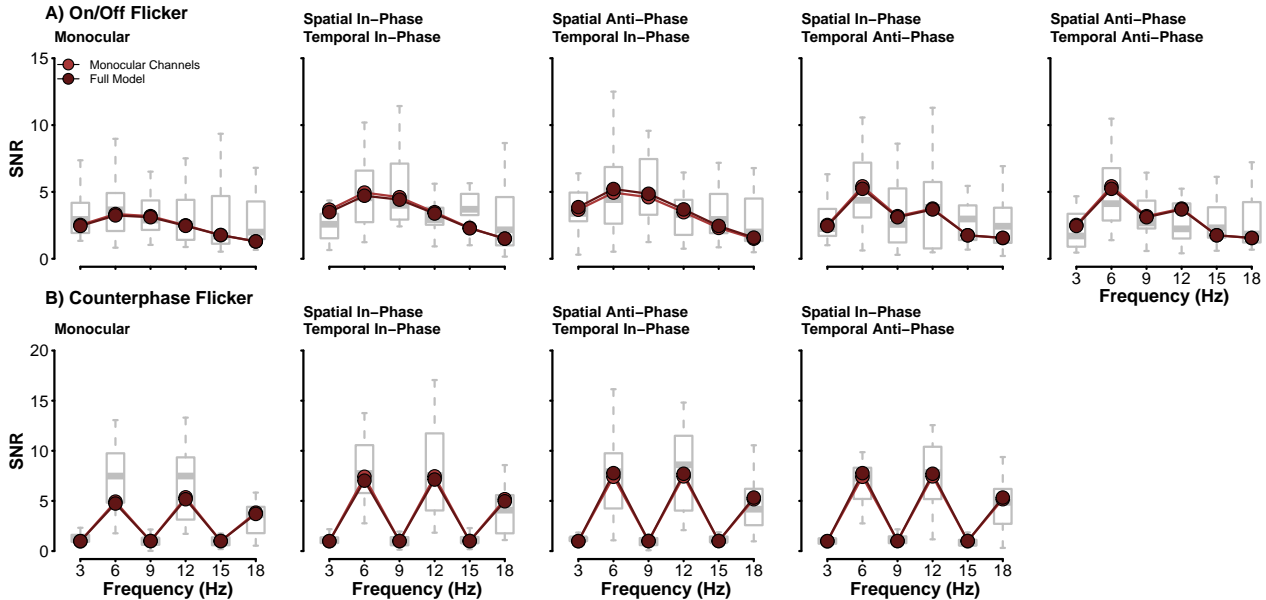 A) On/Off Flicker
Monocular
Spatial In−Phase
Temporal In−Phase
Spatial Anti−Phase
Temporal In−Phase
Spatial In−Phase
Temporal Anti−Phase
Spatial Anti−Phase
Temporal Anti−Phase
Monocular Channels
Full Model
SNR
15
10
5
0
3 6 9 12 15 18
Frequency (Hz)
B) Counterphase Flicker
Monocular
Spatial In−Phase
Temporal In−Phase
Spatial Anti−Phase
Temporal In−Phase
Spatial In−Phase
Temporal Anti−Phase
SNR
20
15
10
5
0
3 6 9 12 15 18
Frequency (Hz)
3 6 9 12 15 18
Frequency (Hz)
3 6 9 12 15 18
Frequency (Hz)
3 6 9 12 15 18
Frequency (Hz)